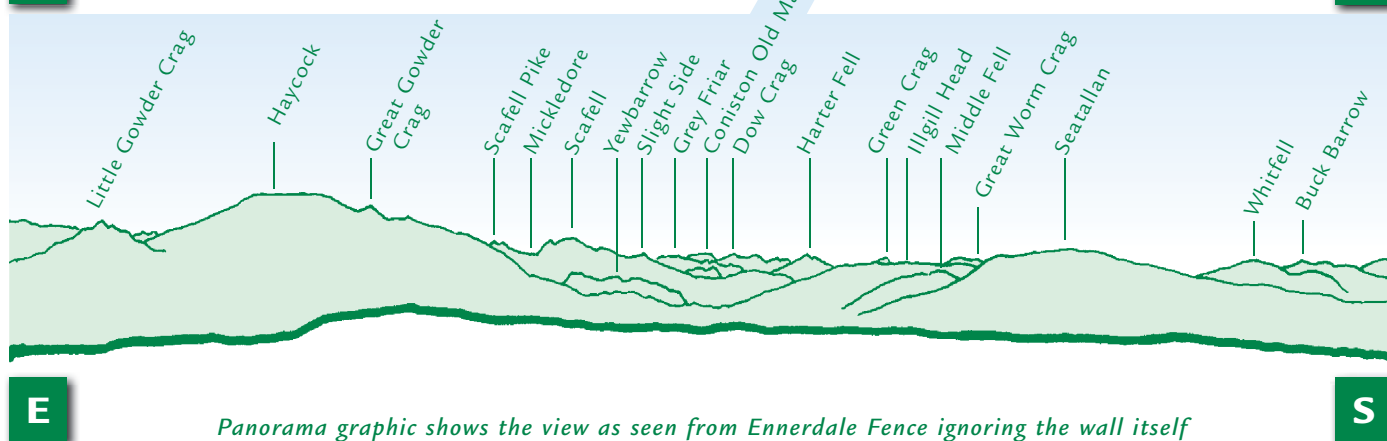 Little Gowder Crag
Haycock
Great Gowder
Crag
Scafell Pike
Mickledore
Scafell
Yewbarrow
Slight Side
Grey Friar
Coniston Old
Dow Crag
Harter Fell
Green Crag
Illgill Head
Middle Fell
Great Worm Crag
Seatallan
Whitfell
Buck Barrow
E
S
Panorama graphic shows the view as seen from Ennerdale Fence ignoring the wall itself